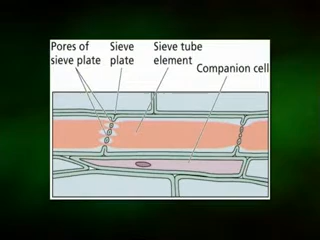 Pores of
sieve plate
Sieve
plate
Sieve tube
element
Companion cell